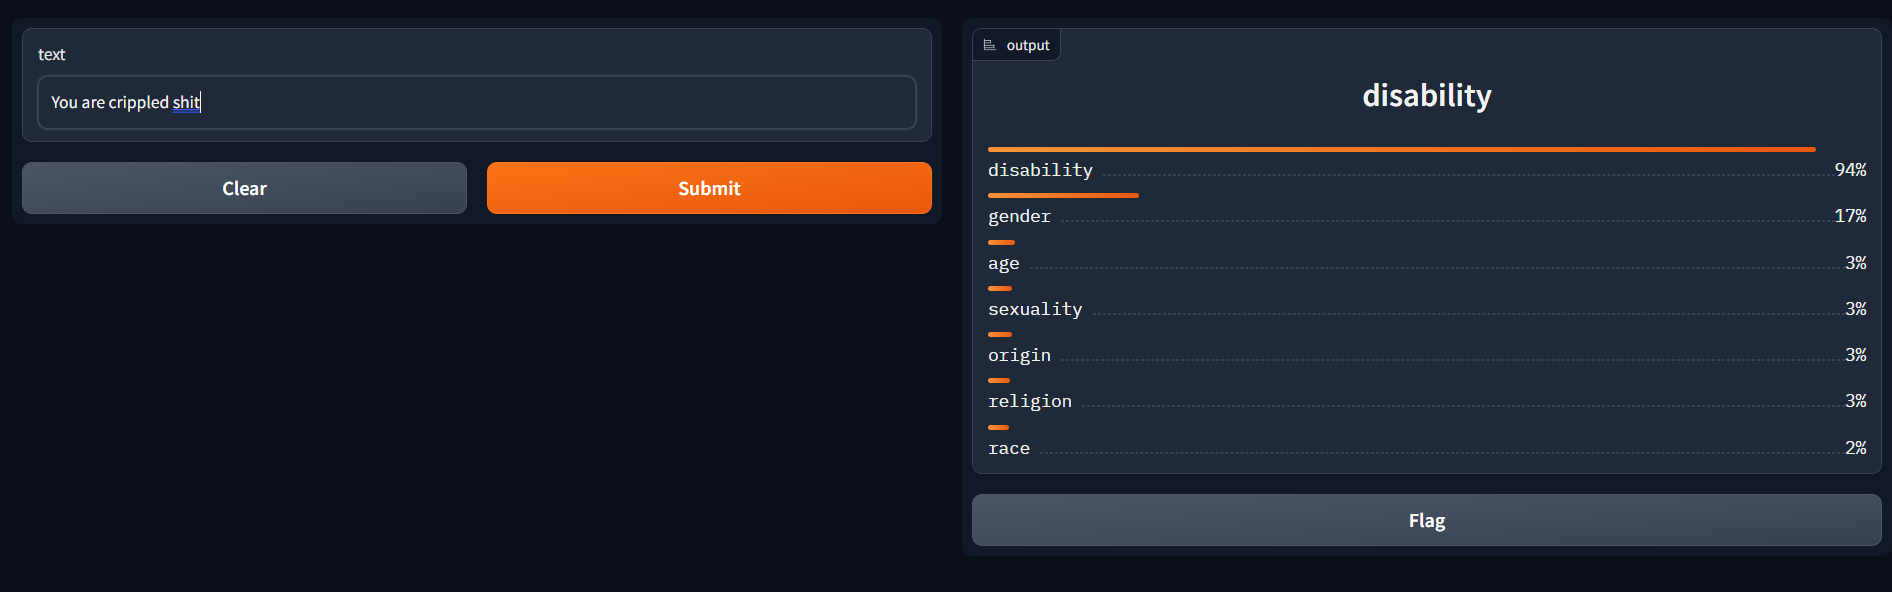 text
You are crippled shit
Clear
Submit
output
disability
disability 94%
gender 17%
age 3%
sexuality 3%
origin 3%
religion 3%
race 2%
Flag